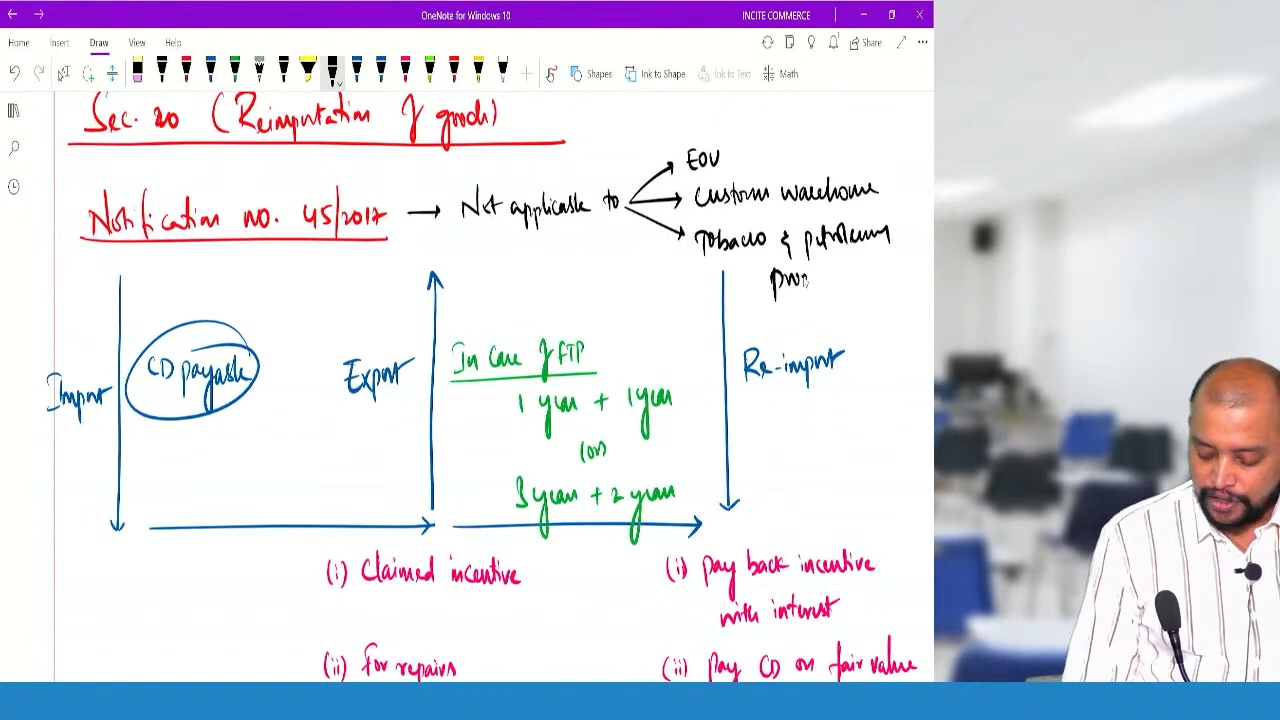 OneNote for Windows 10
INCITE COMMERCE
Home Insert Draw View Help
Share
Shapes Ink to Shape Ink to Text Math
Sec. 20 (Reimportation of goods)
Notification no. 45/2017 → Not applicable to
EOU
Custom warehouse
Tobacco & petroleum
pro
Import
CD payable
Export
In case of FTP
1 year + 1 year
(or)
3 year + 2 year
Re-import
(i) Claimed incentive
(i) Pay back incentive
with interest
(ii) For repairs
(ii) Pay CD on fair value